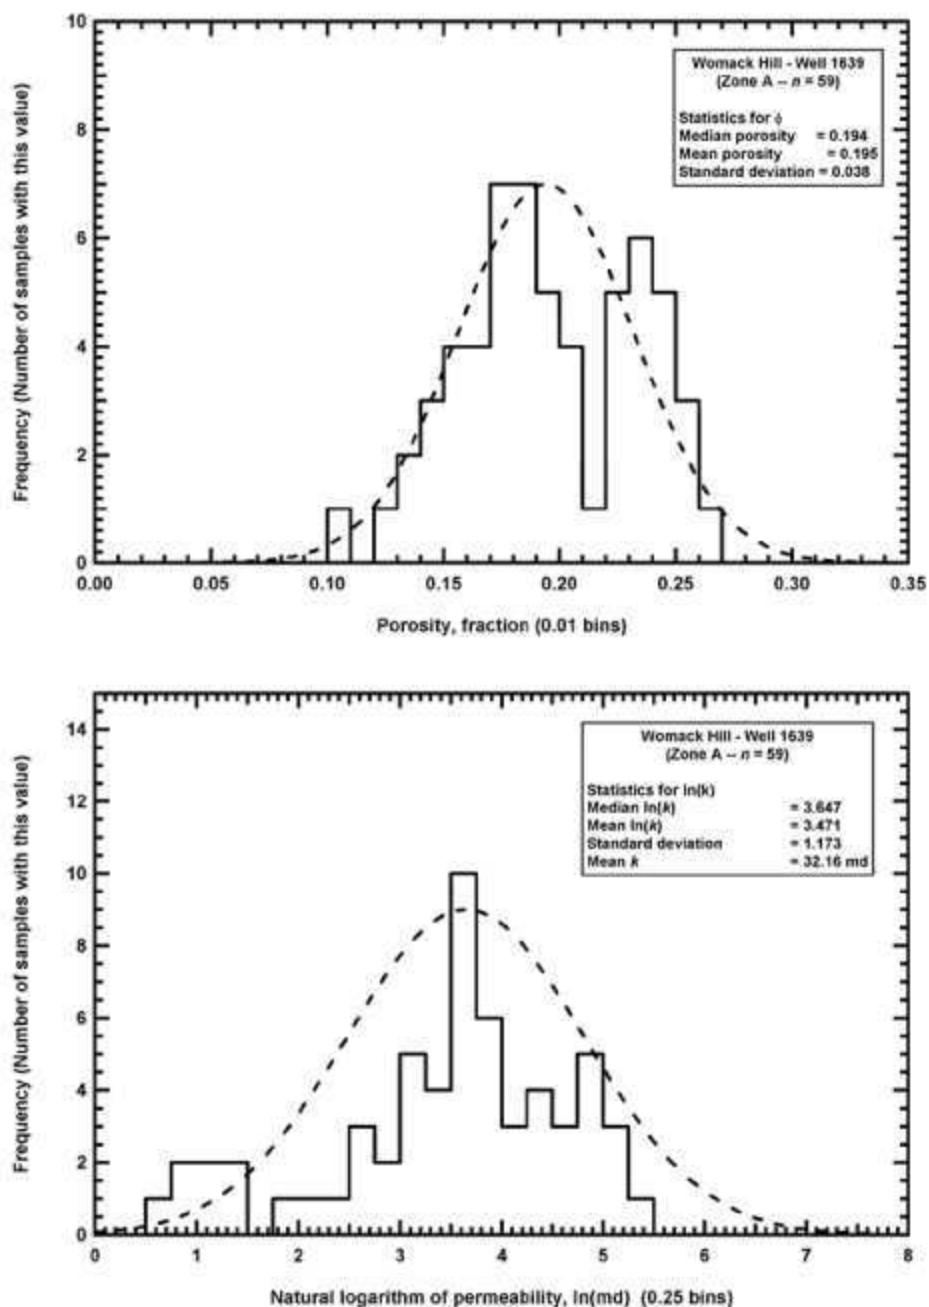 10
8
6
4
2
0
Frequency (Number of samples with this value)
Womack Hill - Well 1639
(Zone A -- n = 59)
Statistics for ϕ
Median porosity = 0.194
Mean porosity = 0.195
Standard deviation = 0.038
0.00 0.05 0.10 0.15 0.20 0.25 0.30 0.35
Porosity, fraction (0.01 bins)
14
12
10
8
6
4
2
0
Frequency (Number of samples with this value)
Womack Hill - Well 1639
(Zone A -- n = 59)
Statistics for ln(k)
Median ln(k) = 3.647
Mean ln(k) = 3.471
Standard deviation = 1.173
Mean k = 32.16 md
0 1 2 3 4 5 6 7 8
Natural logarithm of permeability, ln(md) (0.25 bins)